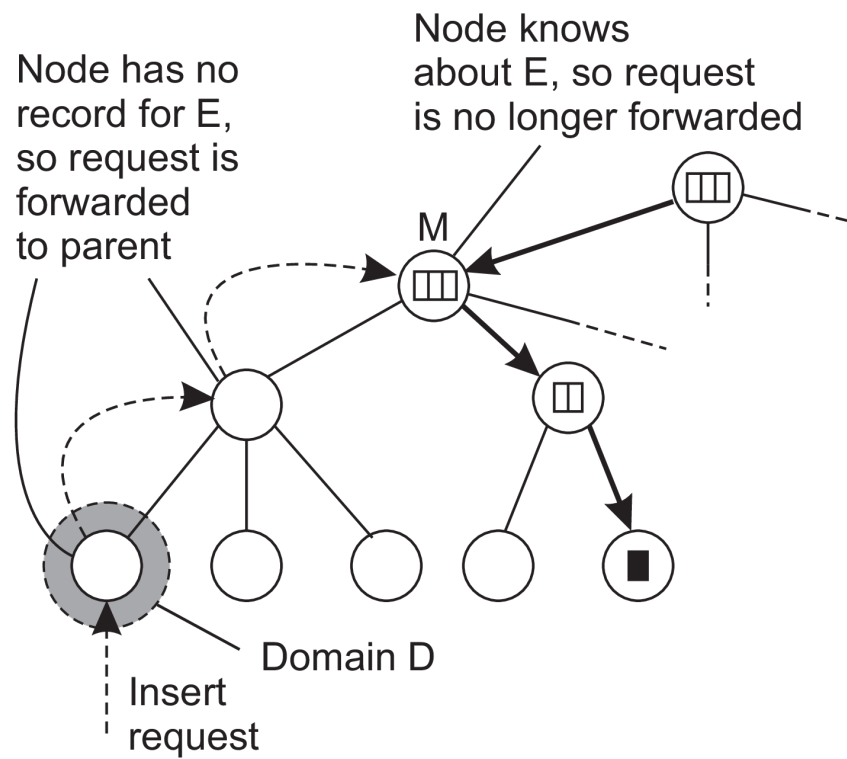 Node has no
record for E,
so request is
forwarded
to parent
Node knows
about E, so request
is no longer forwarded
M
Domain D
Insert
request